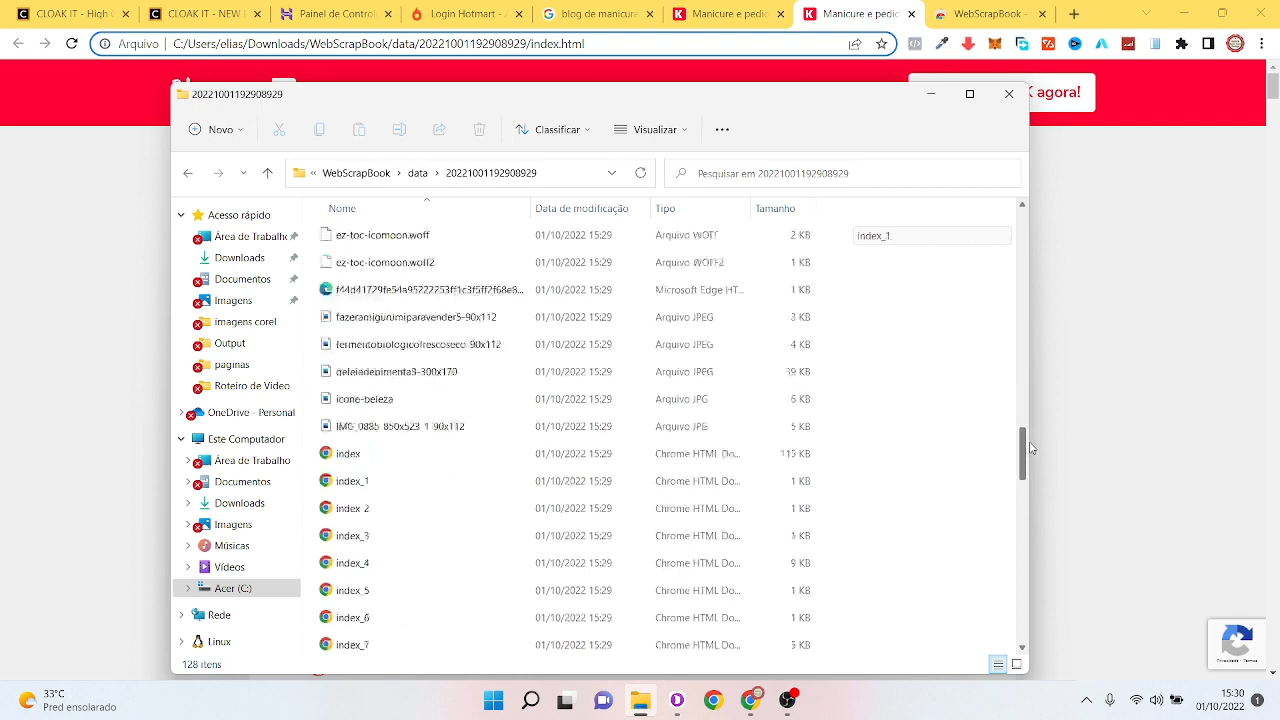 CLOAK IT - High C
CLOAK IT - NEW E
Painel de Control
Login Hotmart - A
blog de manicure
Manicure e pedic
Manicure e pedic
WebScrapBook -
Arquivo | C:/Users/elias/Downloads/WebScrapBook/data/20221001192908929/index.html
K agora!
20221001192908929
Novo
Classificar
Visualizar
« WebScrapBook › data › 20221001192908929
Pesquisar em 20221001192908929
Nome Data de modificação Tipo Tamanho
Acesso rápido
Área de Trabalho
Downloads
Documentos
Imagens
imagens corel
Output
paginas
Roteiro de Video
OneDrive - Personal
Este Computador
Área de Trabalho
Documentos
Downloads
Imagens
Músicas
Vídeos
Acer (C:)
Rede
Linux
ez-toc-icomoon.woff 01/10/2022 15:29 Arquivo WOFF 2 KB
ez-toc-icomoon.woff2 01/10/2022 15:29 Arquivo WOFF2 1 KB
01/10/2022 15:29 Microsoft Edge HT... 1 KB
fazeramigurumiparavender5-90x112 01/10/2022 15:29 Arquivo JPEG 3 KB
fermentobiologicofrescoseco-90x112 01/10/2022 15:29 Arquivo JPEG 4 KB
geleiadepimenta3-300x170 01/10/2022 15:29 Arquivo JPEG
icone-beleza 01/10/2022 15:29 Arquivo JPG 6 KB
01/10/2022 15:29 5 KB
index 01/10/2022 15:29 Chrome HTML Do... 115 KB
index_1 01/10/2022 15:29 Chrome HTML Do... 1 KB
index_2 01/10/2022 15:29 Chrome HTML Do... 1 KB
index_3 01/10/2022 15:29 Chrome HTML Do...
index_4 01/10/2022 15:29 Chrome HTML Do... 9 KB
index_5 01/10/2022 15:29 Chrome HTML Do... 1 KB
index_6 01/10/2022 15:29 Chrome HTML Do... 1 KB
index_7 01/10/2022 15:29 Chrome HTML Do... 5 KB
index_1
128 itens
33°C
Pred ensolarado
15:30
01/10/2022
1